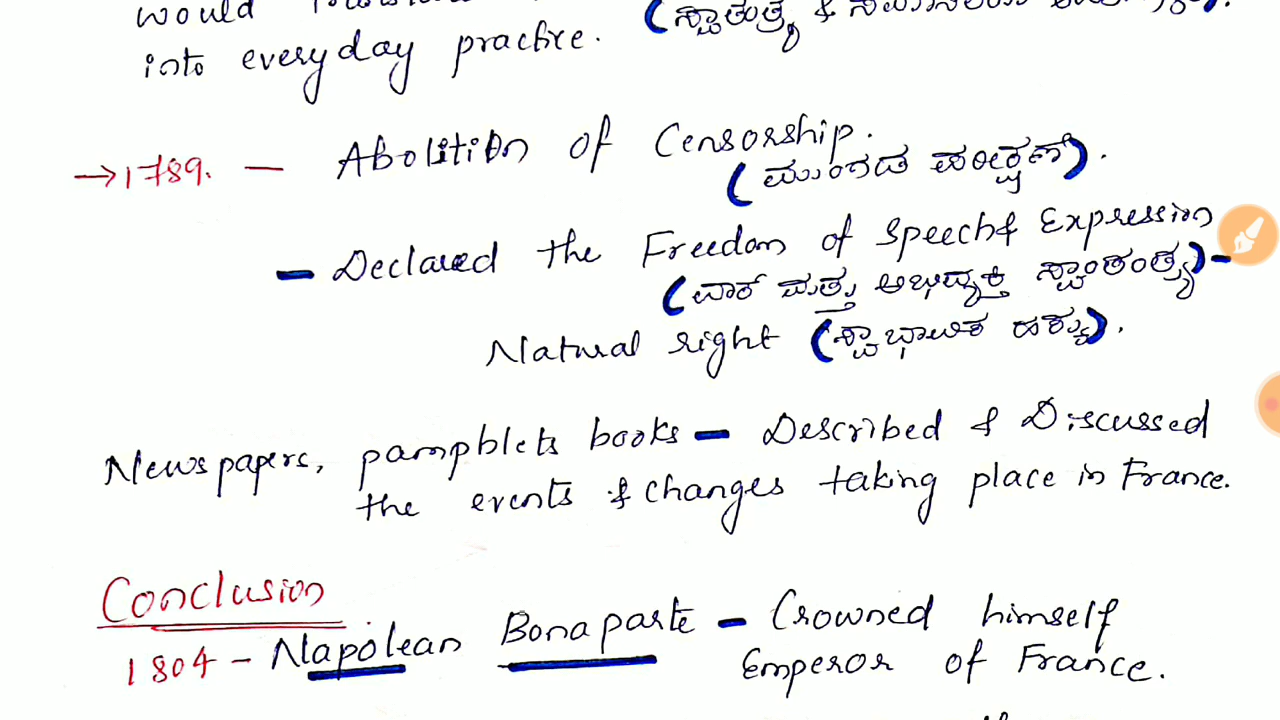 would
(ಸ್ವಾತುತ್ರ್ಯ &
into everyday practice.
→1789. – Abolition of Censorship.
(ಮುಂಗಡ ಪರೀಕ್ಷಣೆ).
– Declared the Freedom of Speech & Expression
(ವಾಕ್ ಮತ್ತು ಅಭಿವ್ಯಕ್ತಿ ಸ್ವಾತಂತ್ರ್ಯ) –
Natural right (ಸ್ವಾಭಾವಿಕ ಹಕ್ಕು).
Newspapers, pamphlets books – Described & Discussed
the events & changes taking place in France.
Conclusion
1804 – Napolean Bonaparte – Crowned himself
Emperor of France.